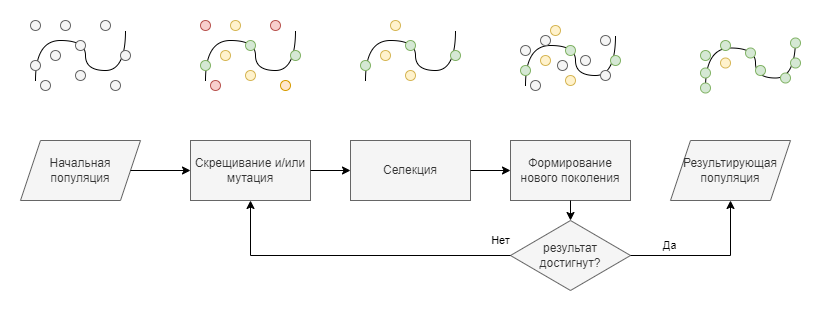 Начальная
популяция
Скрещивание и/или
мутация
Селекция
Формирование
нового поколения
Результирующая
популяция
Нет
результат
достигнут?
Да